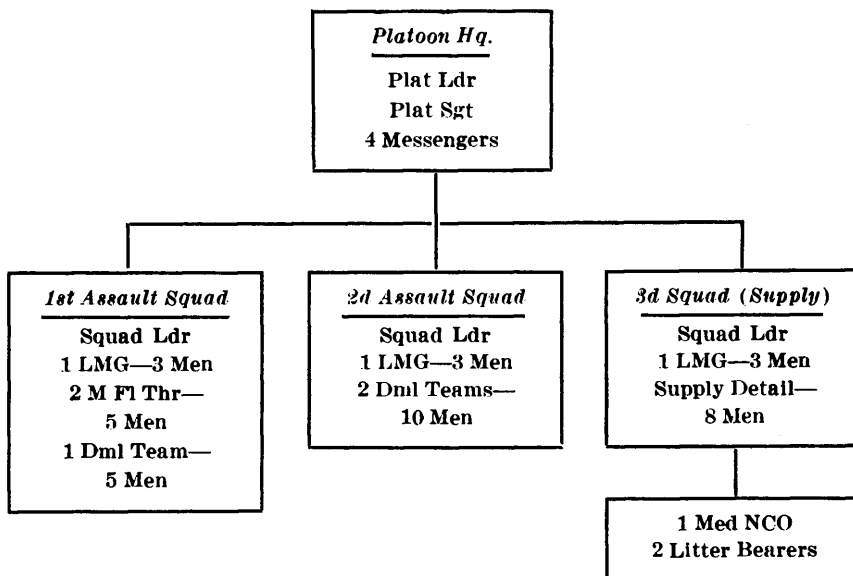 Platoon Hq.
Plat Ldr
Plat Sgt
4 Messengers
1st Assault Squad
Squad Ldr
1 LMG—3 Men
2 M Fl Thr—
5 Men
1 Dml Team—
5 Men
2d Assault Squad
Squad Ldr
1 LMG—3 Men
2 Dml Teams—
10 Men
3d Squad (Supply)
Squad Ldr
1 LMG—3 Men
Supply Detail—
8 Men
1 Med NCO
2 Litter Bearers